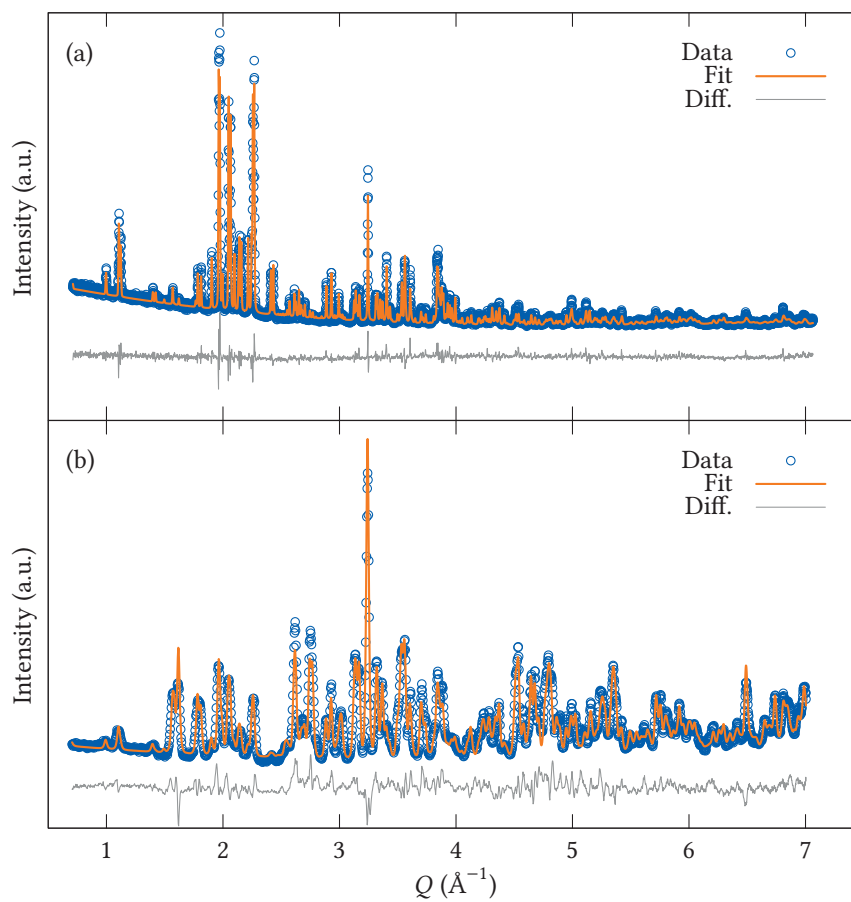 (a)
Data
Fit
Diff.
Intensity (a.u.)
(b)
Data
Fit
Diff.
Intensity (a.u.)
1 2 3 4 5 6 7
Q (Å⁻¹)